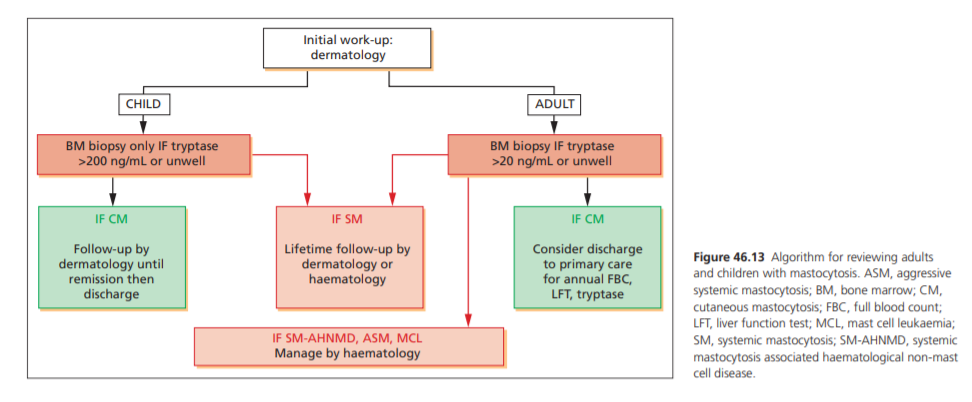 Initial work-up:
dermatology
CHILD
ADULT
BM biopsy only IF tryptase
>200 ng/mL or unwell
BM biopsy IF tryptase
>20 ng/mL or unwell
IF CM
Follow-up by
dermatology until
remission then
discharge
IF SM
Lifetime follow-up by
dermatology or
haematology
IF CM
Consider discharge
to primary care
for annual FBC,
LFT, tryptase
IF SM-AHNMD, ASM, MCL
Manage by haematology
Figure 46.13 Algorithm for reviewing adults
and children with mastocytosis. ASM, aggressive
systemic mastocytosis; BM, bone marrow; CM,
cutaneous mastocytosis; FBC, full blood count;
LFT, liver function test; MCL, mast cell leukaemia;
SM, systemic mastocytosis; SM-AHNMD, systemic
mastocytosis associated haematological non-mast
cell disease.